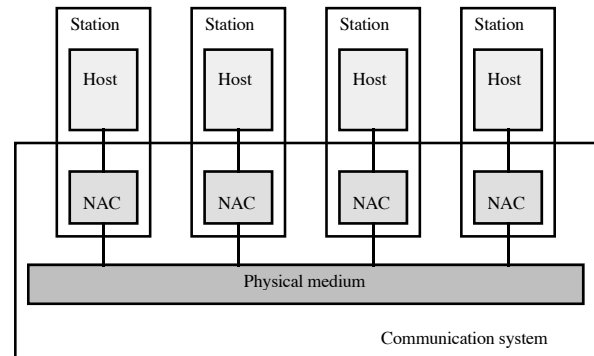 Station Station Station Station
Host Host Host Host
NAC NAC NAC NAC
Physical medium
Communication system